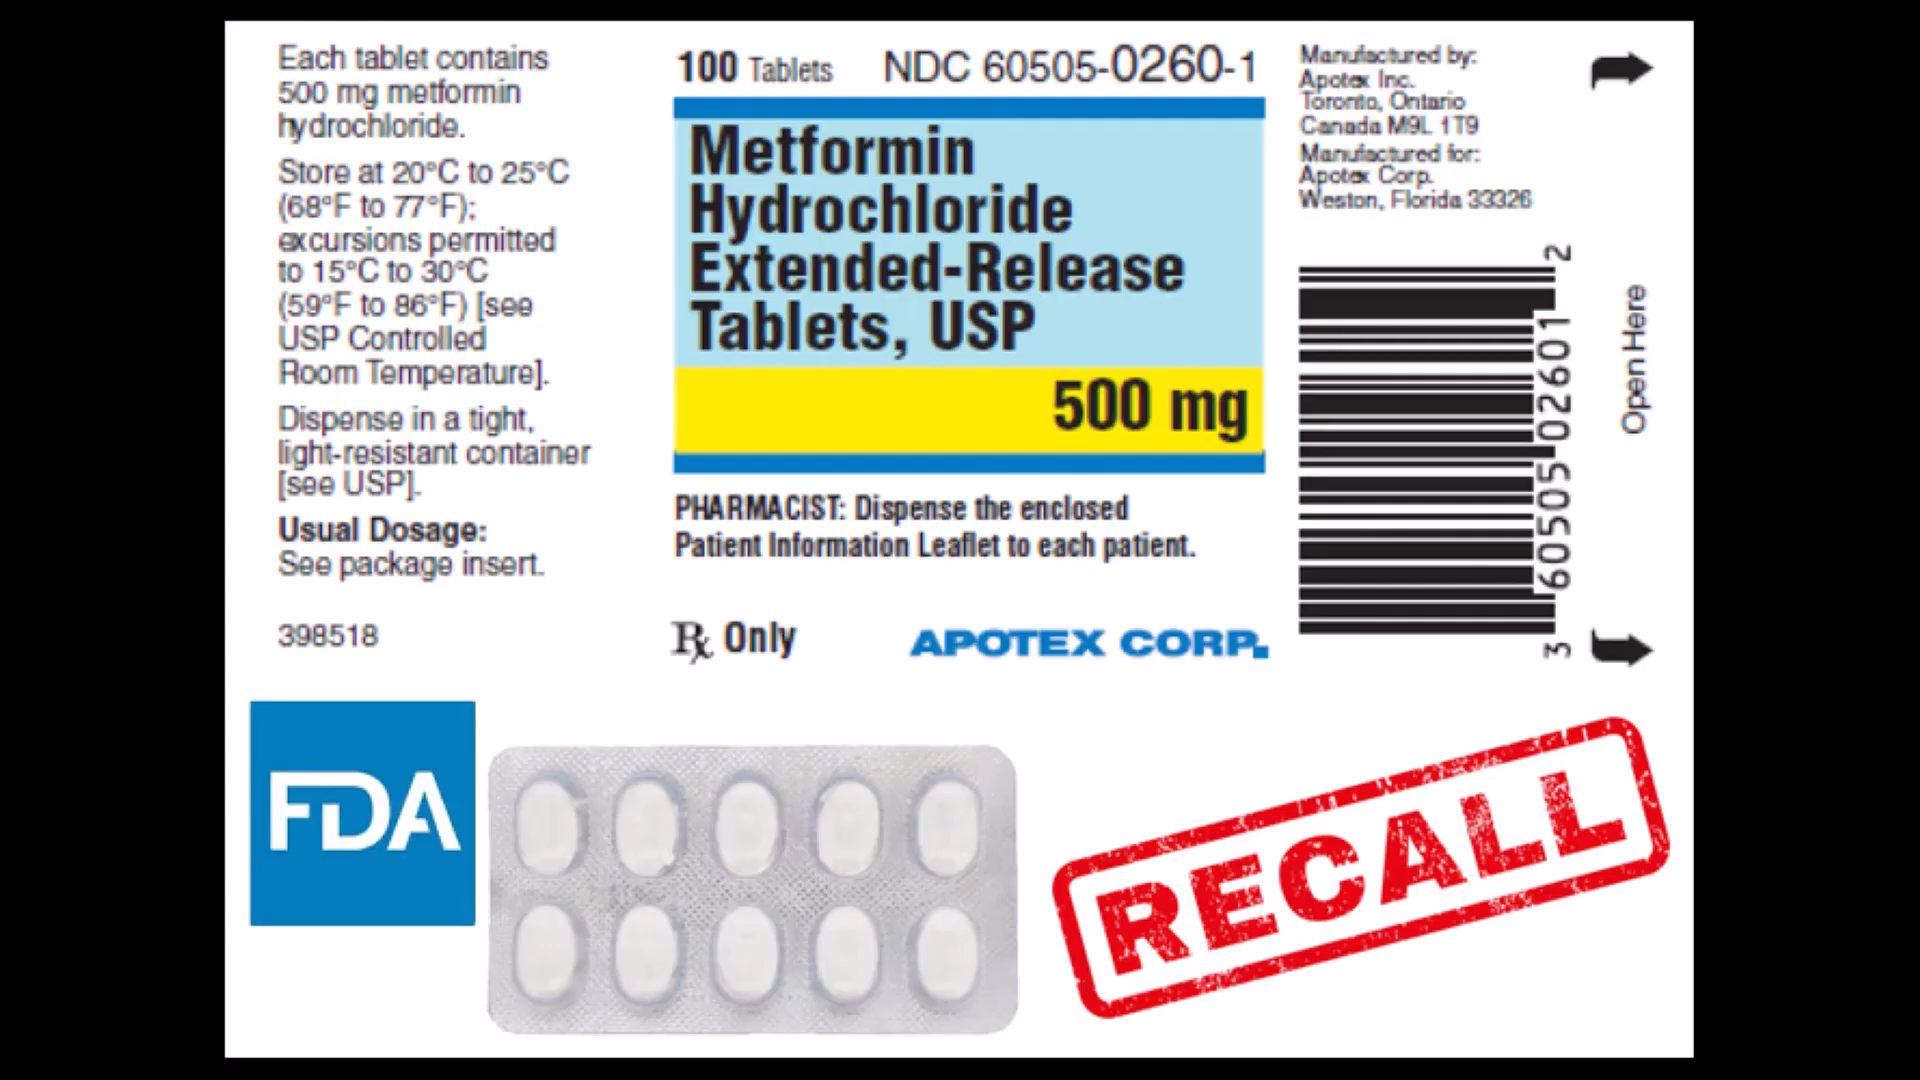 Each tablet contains
500 mg metformin
hydrochloride.
Store at 20°C to 25°C
(68°F to 77°F);
excursions permitted
to 15°C to 30°C
(59°F to 86°F) [see
USP Controlled
Room Temperature].
Dispense in a tight,
light-resistant container
[see USP].
Usual Dosage:
See package insert.
398518
100 Tablets NDC 60505-0260-1
Metformin
Hydrochloride
Extended-Release
Tablets, USP
500 mg
PHARMACIST: Dispense the enclosed
Patient Information Leaflet to each patient.
Rx Only
APOTEX CORP.
Manufactured by:
Apotex Inc.
Toronto, Ontario
Canada M9L 1T9
Manufactured for:
Apotex Corp.
Weston, Florida 33326
3 60505 02601 2
Open Here
FDA
RECALL